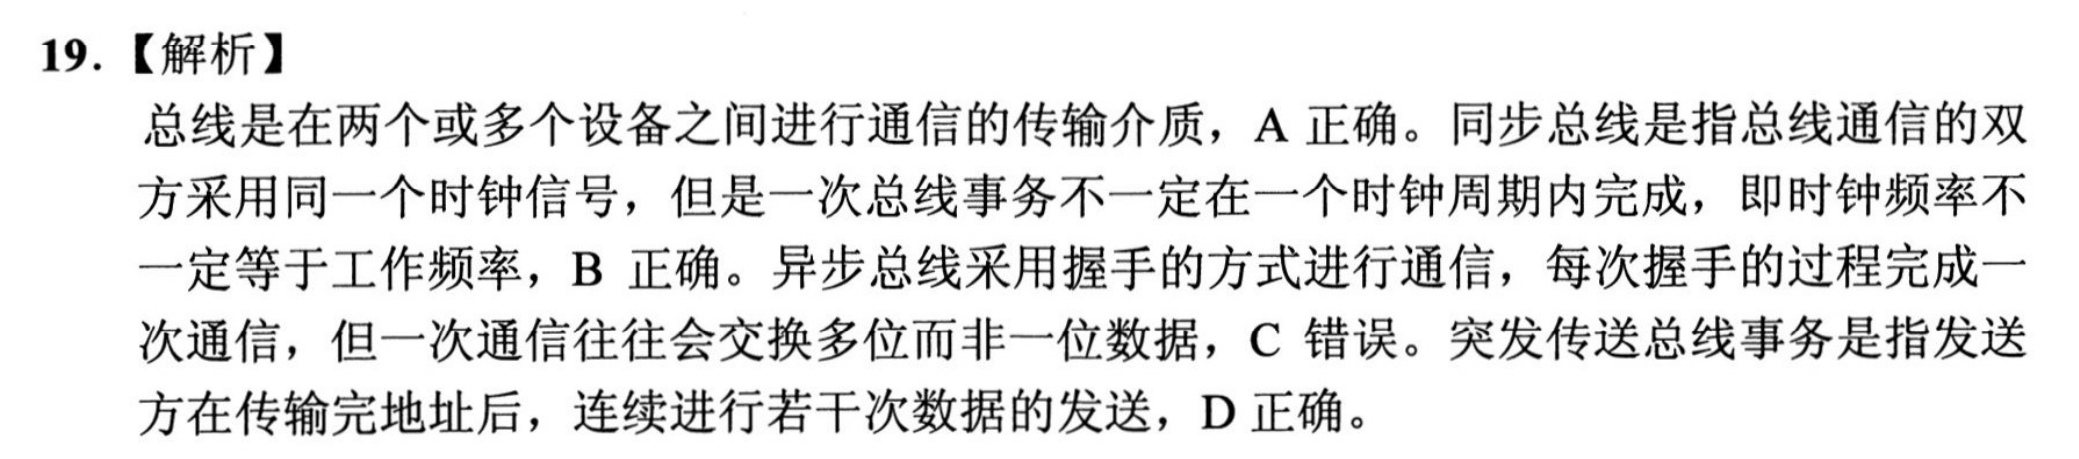 19.【解析】
总线是在两个或多个设备之间进行通信的传输介质，A 正确。同步总线是指总线通信的双
方采用同一个时钟信号，但是一次总线事务不一定在一个时钟周期内完成，即时钟频率不
一定等于工作频率，B 正确。异步总线采用握手的方式进行通信，每次握手的过程完成一
次通信，但一次通信往往会交换多位而非一位数据，C 错误。突发传送总线事务是指发送
方在传输完地址后，连续进行若干次数据的发送，D 正确。